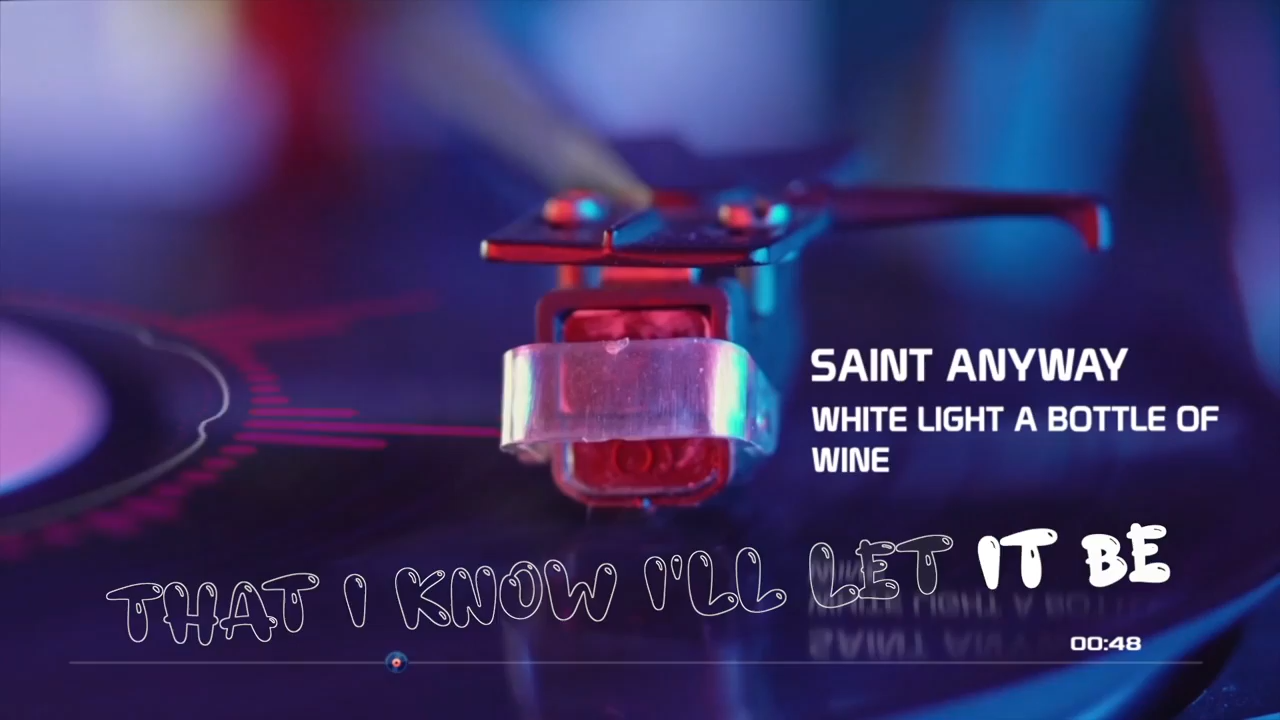 SAINT ANYWAY
WHITE LIGHT A BOTTLE OF
WINE
THAT I KNOW I'LL LET IT BE
00:48